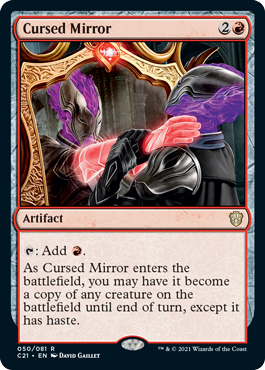 Cursed Mirror 2
Artifact
: Add .
As Cursed Mirror enters the
battlefield, you may have it become
a copy of any creature on the
battlefield until end of turn, except it
has haste.
050/081 R
C21 • EN DAVID GAILLET
™ & © 2021 Wizards of the Coast